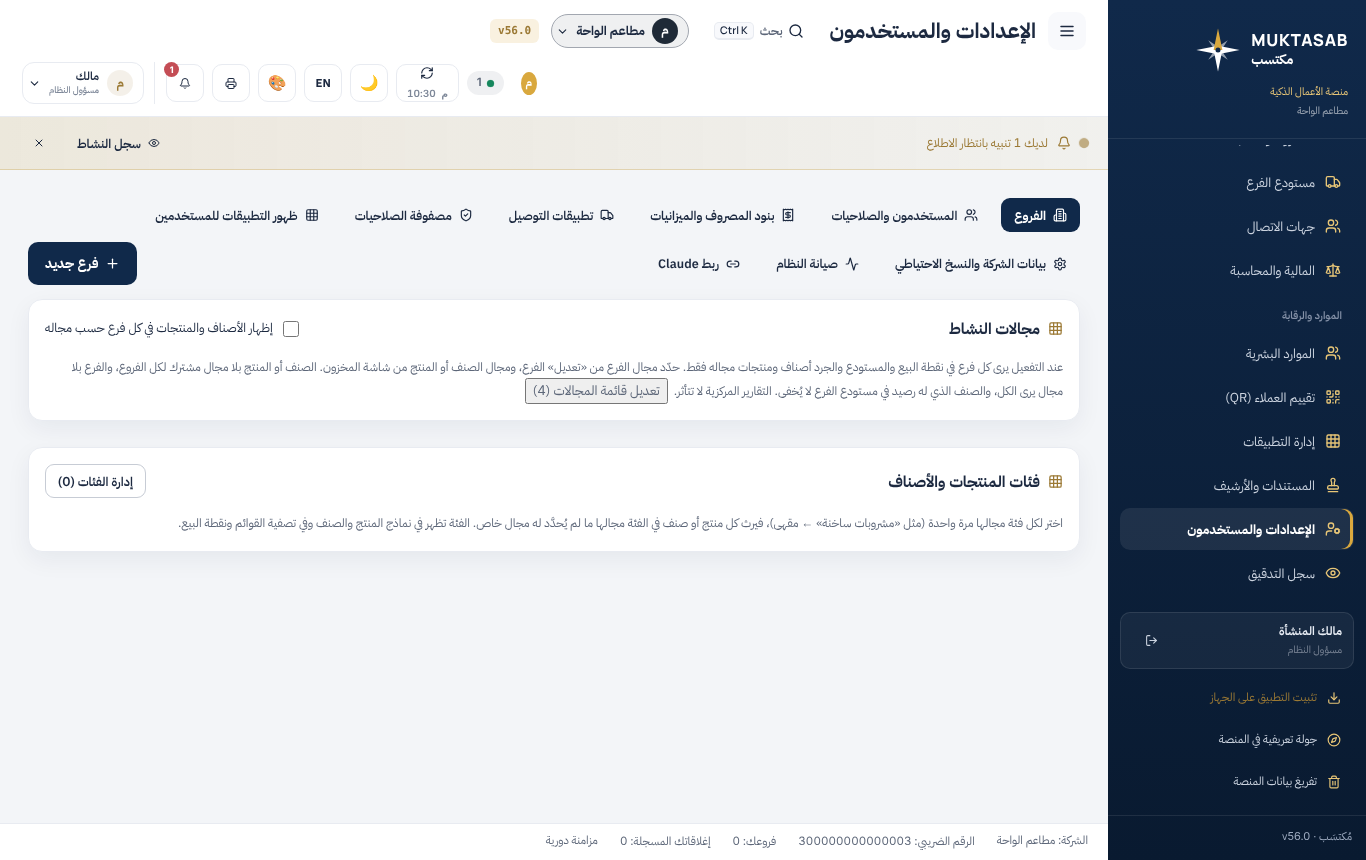 MUKTASAB
مكتسب
منصة الأعمال الذكية
مطاعم الواحة
مستودع الفرع
جهات الاتصال
المالية والمحاسبة
الموارد والرقابة
الموارد البشرية
تقييم العملاء (QR)
إدارة التطبيقات
المستندات والأرشيف
الإعدادات والمستخدمون
سجل التدقيق
مالك المنشأة
مسؤول النظام
تثبيت التطبيق على الجهاز
جولة تعريفية في المنصة
تفريغ بيانات المنصة
مُكتسَب · v56.0
الإعدادات والمستخدمون
بحث Ctrl K
م مطاعم الواحة
v56.0
م
1
10:30 م
🌙
EN
🎨
1
م مالك
مسؤول النظام
لديك 1 تنبيه بانتظار الاطلاع
سجل النشاط
×
الفروع
المستخدمون والصلاحيات
بنود المصروف والميزانيات
تطبيقات التوصيل
مصفوفة الصلاحيات
ظهور التطبيقات للمستخدمين
بيانات الشركة والنسخ الاحتياطي
صيانة النظام
ربط Claude
+ فرع جديد
مجالات النشاط
إظهار الأصناف والمنتجات في كل فرع حسب مجاله
عند التفعيل يرى كل فرع في نقطة البيع والمستودع والجرد أصناف ومنتجات مجاله فقط. حدّد مجال الفرع من «تعديل» الفرع، ومجال الصنف أو المنتج من شاشة المخزون. الصنف أو المنتج بلا مجال مشترك لكل الفروع، والفرع بلا
مجال يرى الكل، والصنف الذي له رصيد في مستودع الفرع لا يُخفى. التقارير المركزية لا تتأثر. تعديل قائمة المجالات (4)
فئات المنتجات والأصناف
إدارة الفئات (0)
اختر لكل فئة مجالها مرة واحدة (مثل «مشروبات ساخنة» ← مقهى)، فيرث كل منتج أو صنف في الفئة مجالها ما لم يُحدَّد له مجال خاص. الفئة تظهر في نماذج المنتج والصنف وفي تصفية القوائم ونقطة البيع.
الشركة: مطاعم الواحة
الرقم الضريبي: 300000000000003
فروعك: 0
إغلاقاتك المسجلة: 0
مزامنة دورية